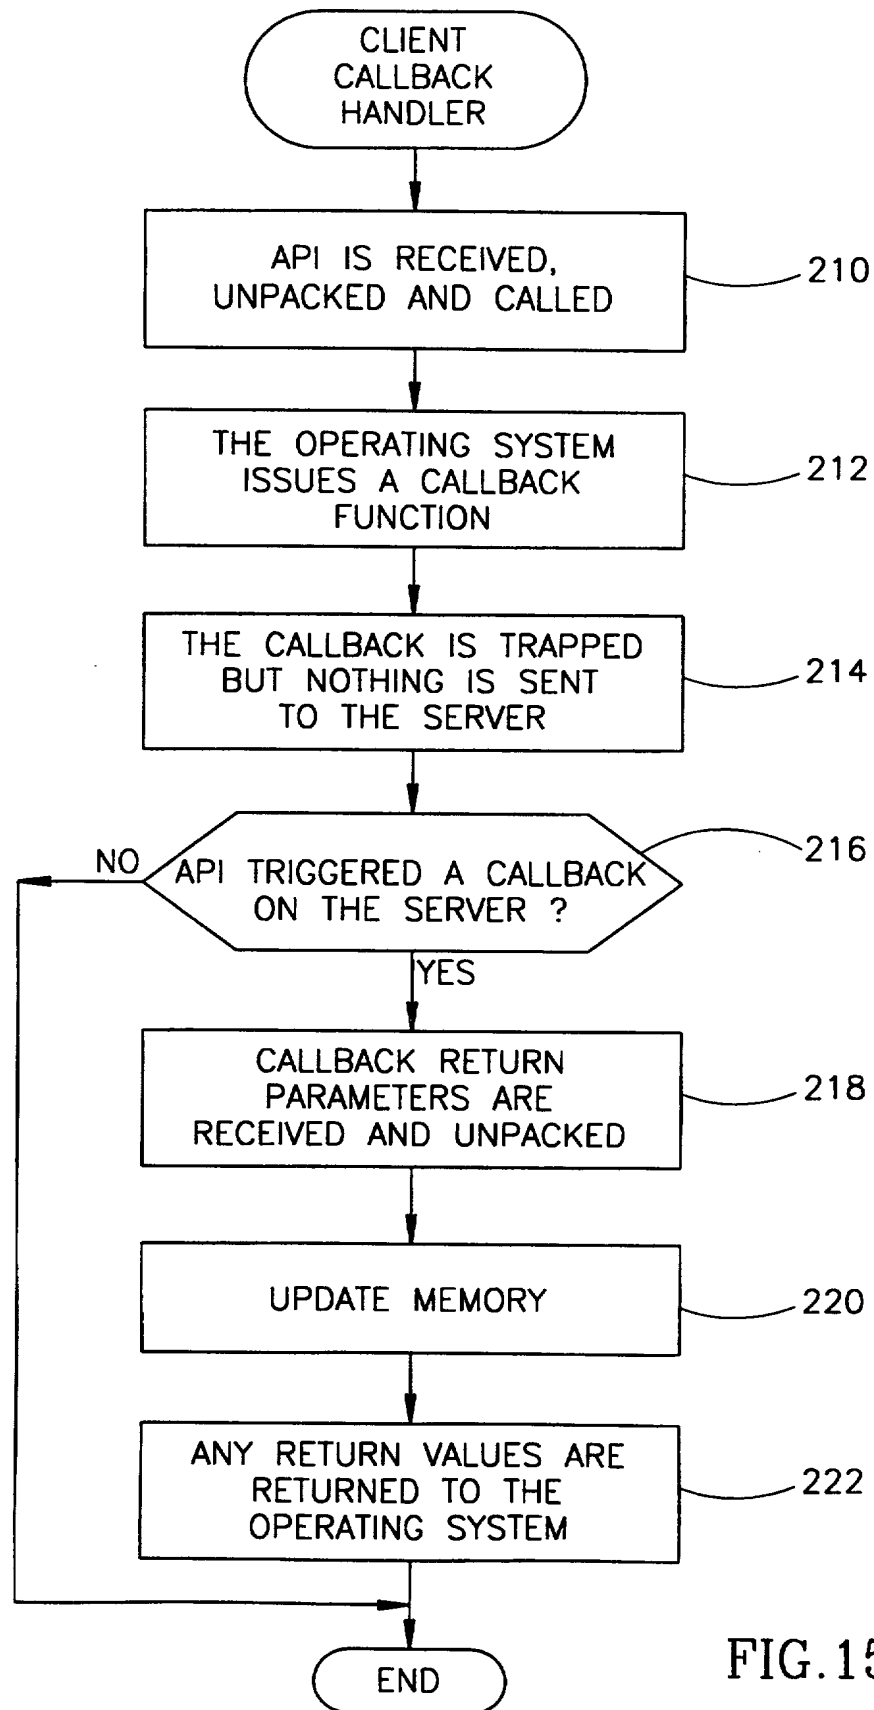 CLIENT
CALLBACK
HANDLER
API IS RECEIVED,
UNPACKED AND CALLED
210
THE OPERATING SYSTEM
ISSUES A CALLBACK
FUNCTION
212
THE CALLBACK IS TRAPPED
BUT NOTHING IS SENT
TO THE SERVER
214
NO
API TRIGGERED A CALLBACK
ON THE SERVER ?
216
YES
CALLBACK RETURN
PARAMETERS ARE
RECEIVED AND UNPACKED
218
UPDATE MEMORY
220
ANY RETURN VALUES ARE
RETURNED TO THE
OPERATING SYSTEM
222
END
FIG.15